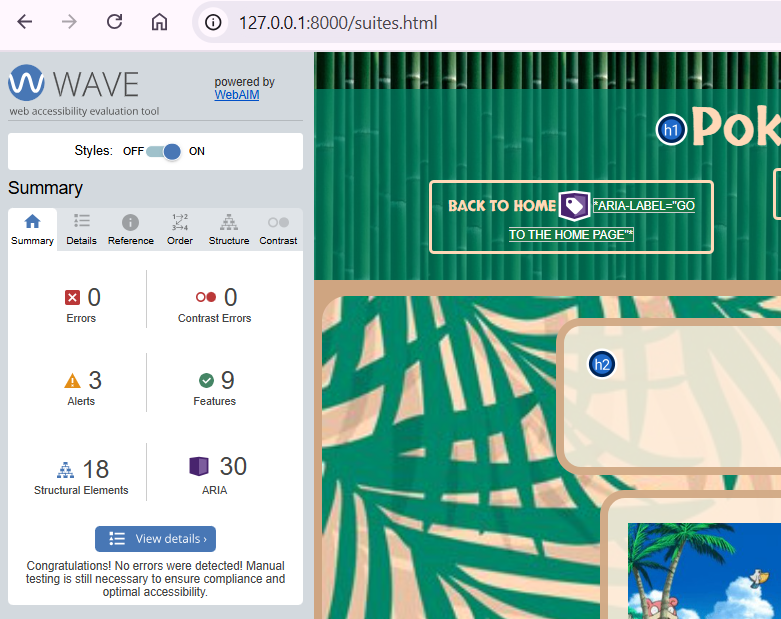 127.0.0.1:8000/suites.html
WAVE
web accessibility evaluation tool
powered by
WebAIM
Styles: OFF ON
Summary
Summary Details Reference Order Structure Contrast
0 Errors
0 Contrast Errors
3 Alerts
9 Features
18 Structural Elements
30 ARIA
View details ›
Congratulations! No errors were detected! Manual
testing is still necessary to ensure compliance and
optimal accessibility.
h1
BACK TO HOME *ARIA-LABEL="GO
TO THE HOME PAGE"*
h2